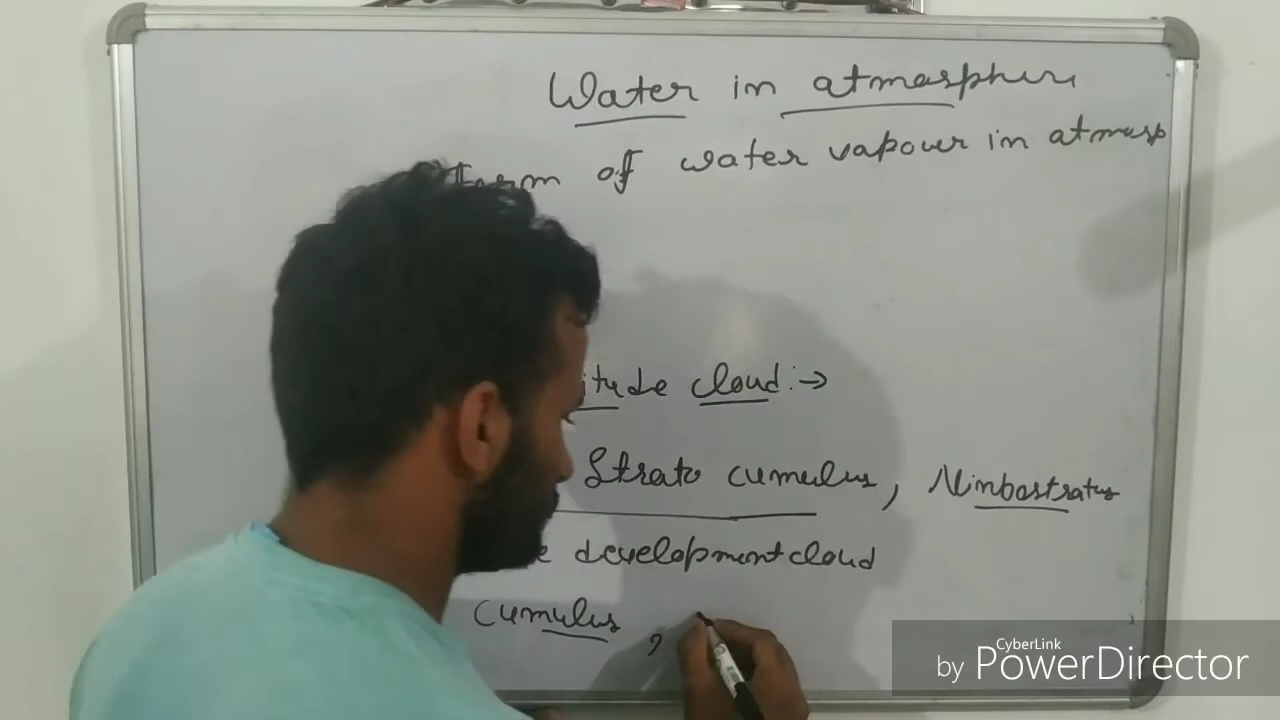 Water in atmosphere
form of water vapour in atmosp
itude cloud :→
Strato cumulus, Nimbostratus
e development cloud
cumulus ,
CyberLink
by PowerDirector